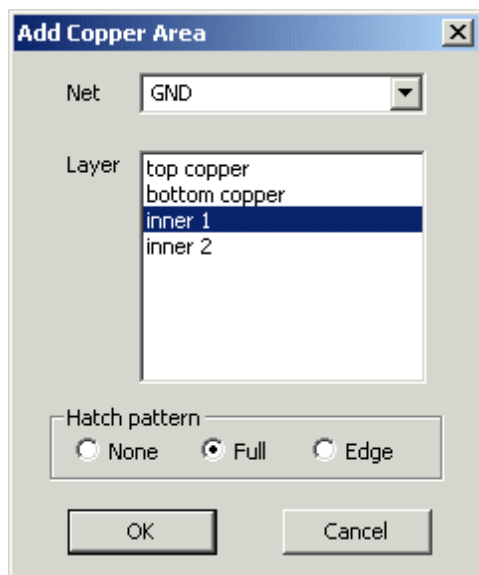 Add Copper Area
Net GND
Layer
top copper
bottom copper
inner 1
inner 2
Hatch pattern
None Full Edge
OK Cancel